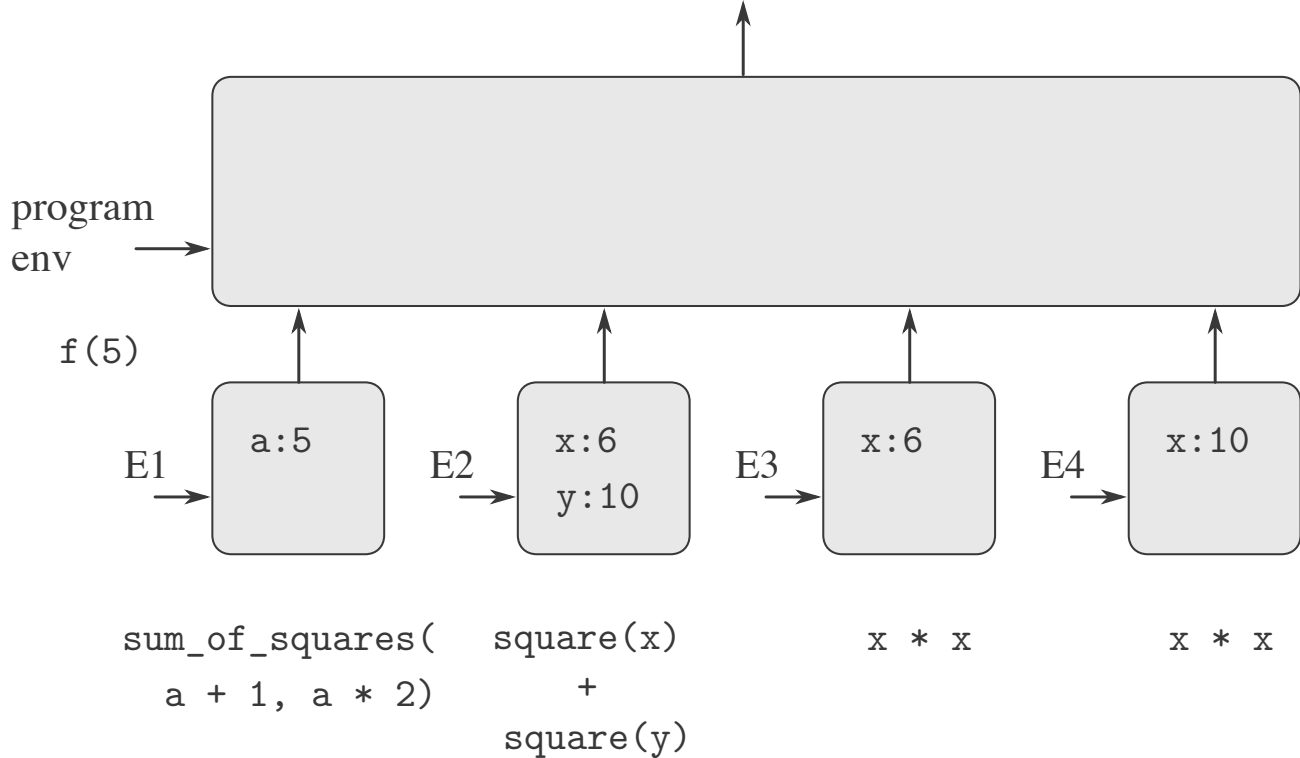 program
env
f(5)
E1
a:5
E2
x:6
y:10
E3
x:6
E4
x:10
sum_of_squares(
a + 1, a * 2)
square(x)
+
square(y)
x * x
x * x